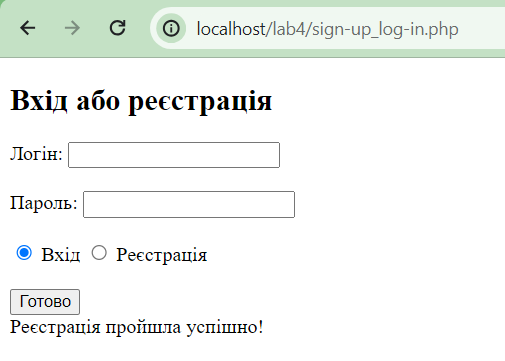 localhost/lab4/sign-up_log-in.php
Вхід або реєстрація
Логін:
Пароль:
Вхід Реєстрація
Готово
Реєстрація пройшла успішно!